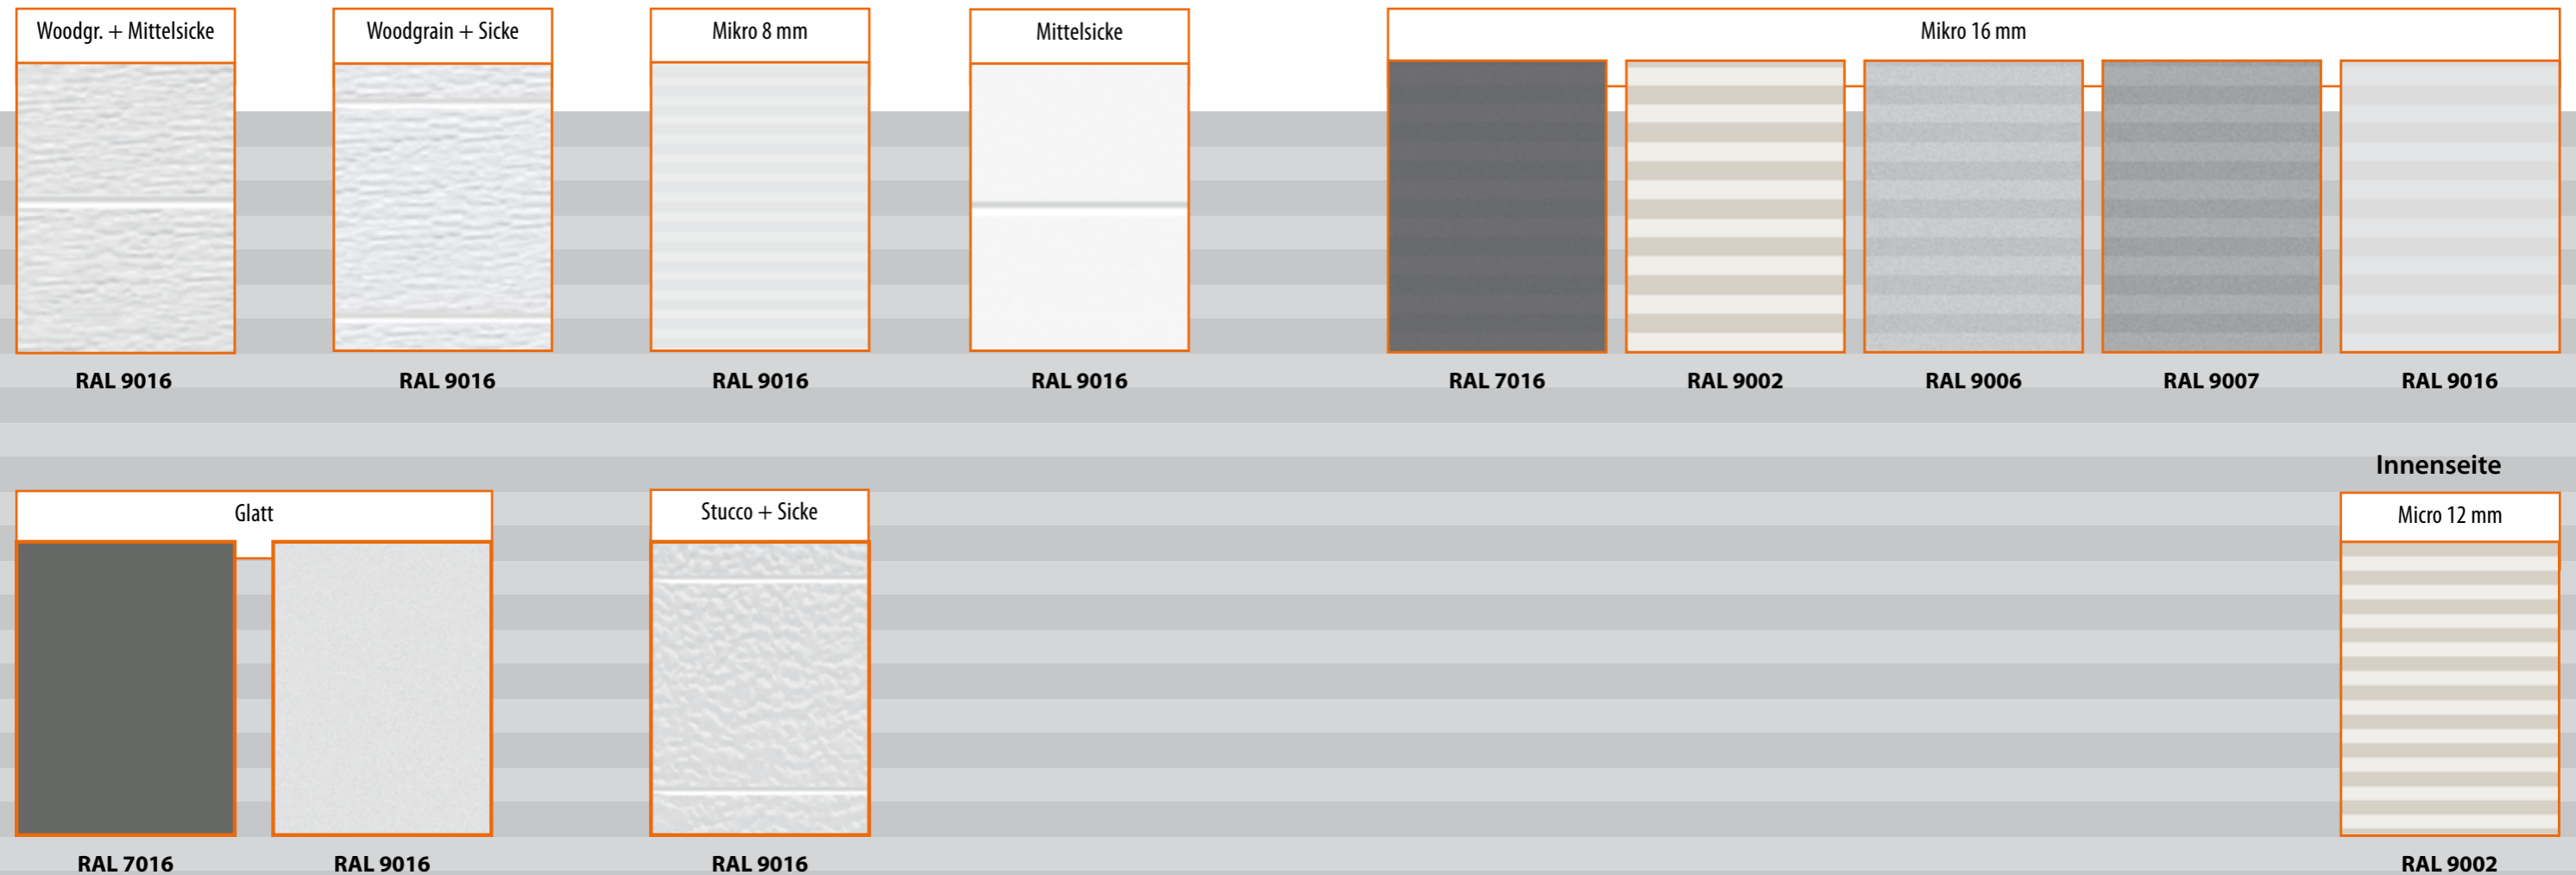 Woodgr. + Mittelsicke
Woodgrain + Sicke
Mikro 8 mm
Mittelsicke
Mikro 16 mm
RAL 9016
RAL 9016
RAL 9016
RAL 9016
RAL 7016
RAL 9002
RAL 9006
RAL 9007
RAL 9016
Innenseite
Glatt
Stucco + Sicke
Micro 12 mm
RAL 7016
RAL 9016
RAL 9016
RAL 9002